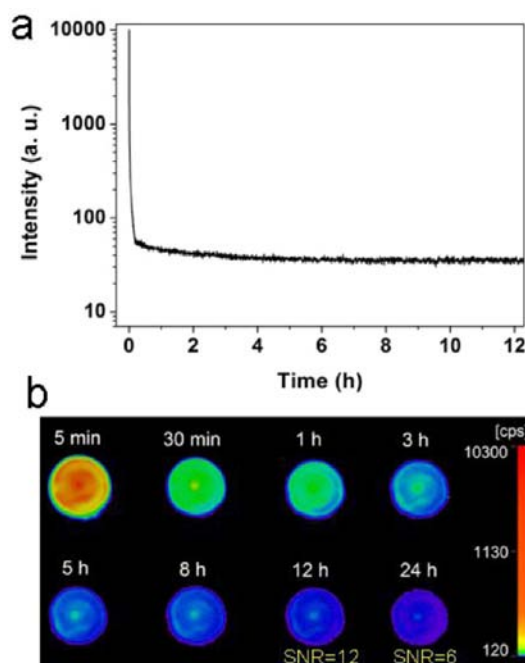 a
10000
1000
100
10
Intensity (a. u.)
0 2 4 6 8 10 12
Time (h)
b
5 min 30 min 1 h 3 h
[cps]
10300
1130
120
5 h 8 h 12 h 24 h
SNR=12 SNR=6